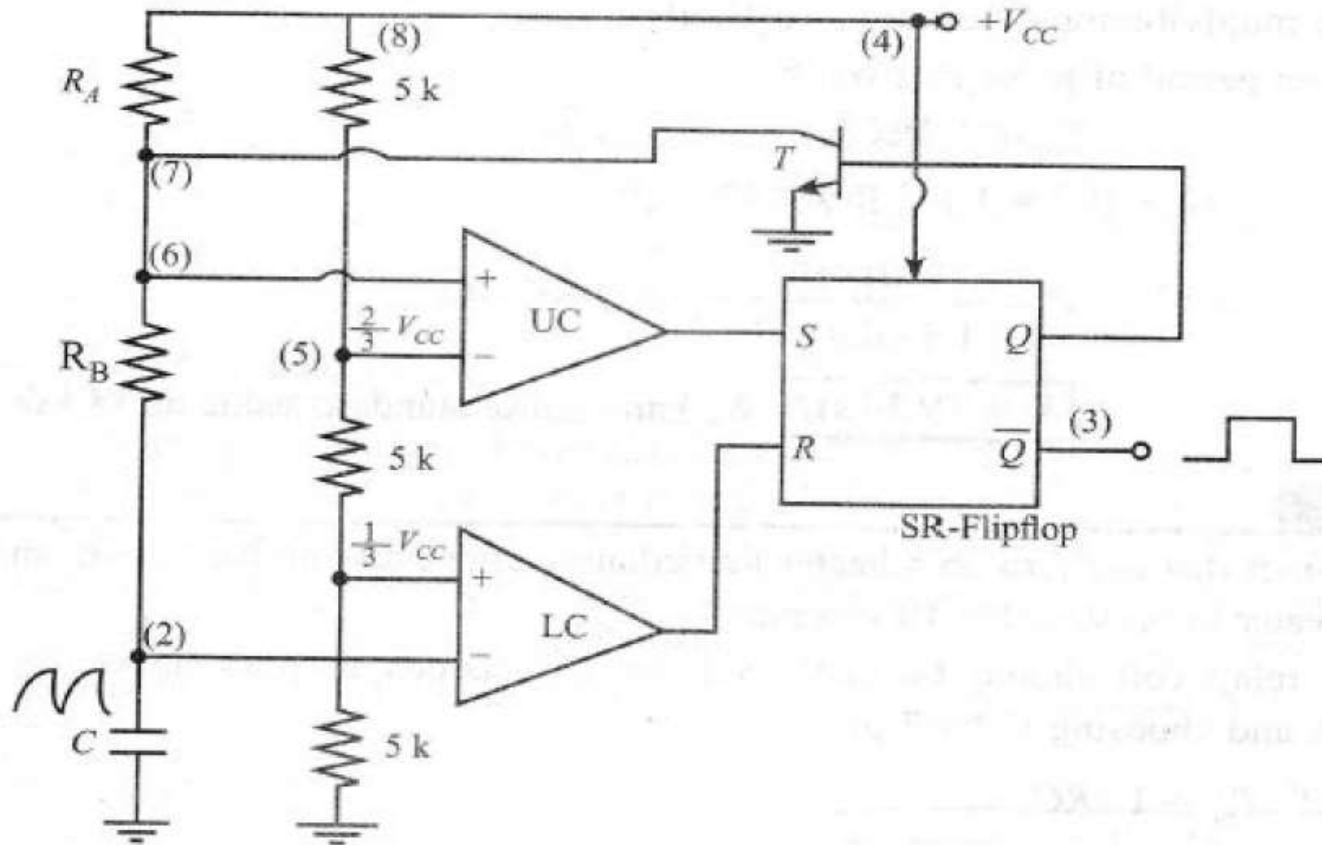 (8)
(4)
+V_CC
R_A
5 k
(7)
T
(6)
+
UC
S
Q
R_B
2/3 V_CC
(5)
−
5 k
R
Q̅
(3)
SR-Flipflop
1/3 V_CC
+
LC
(2)
−
C
5 k